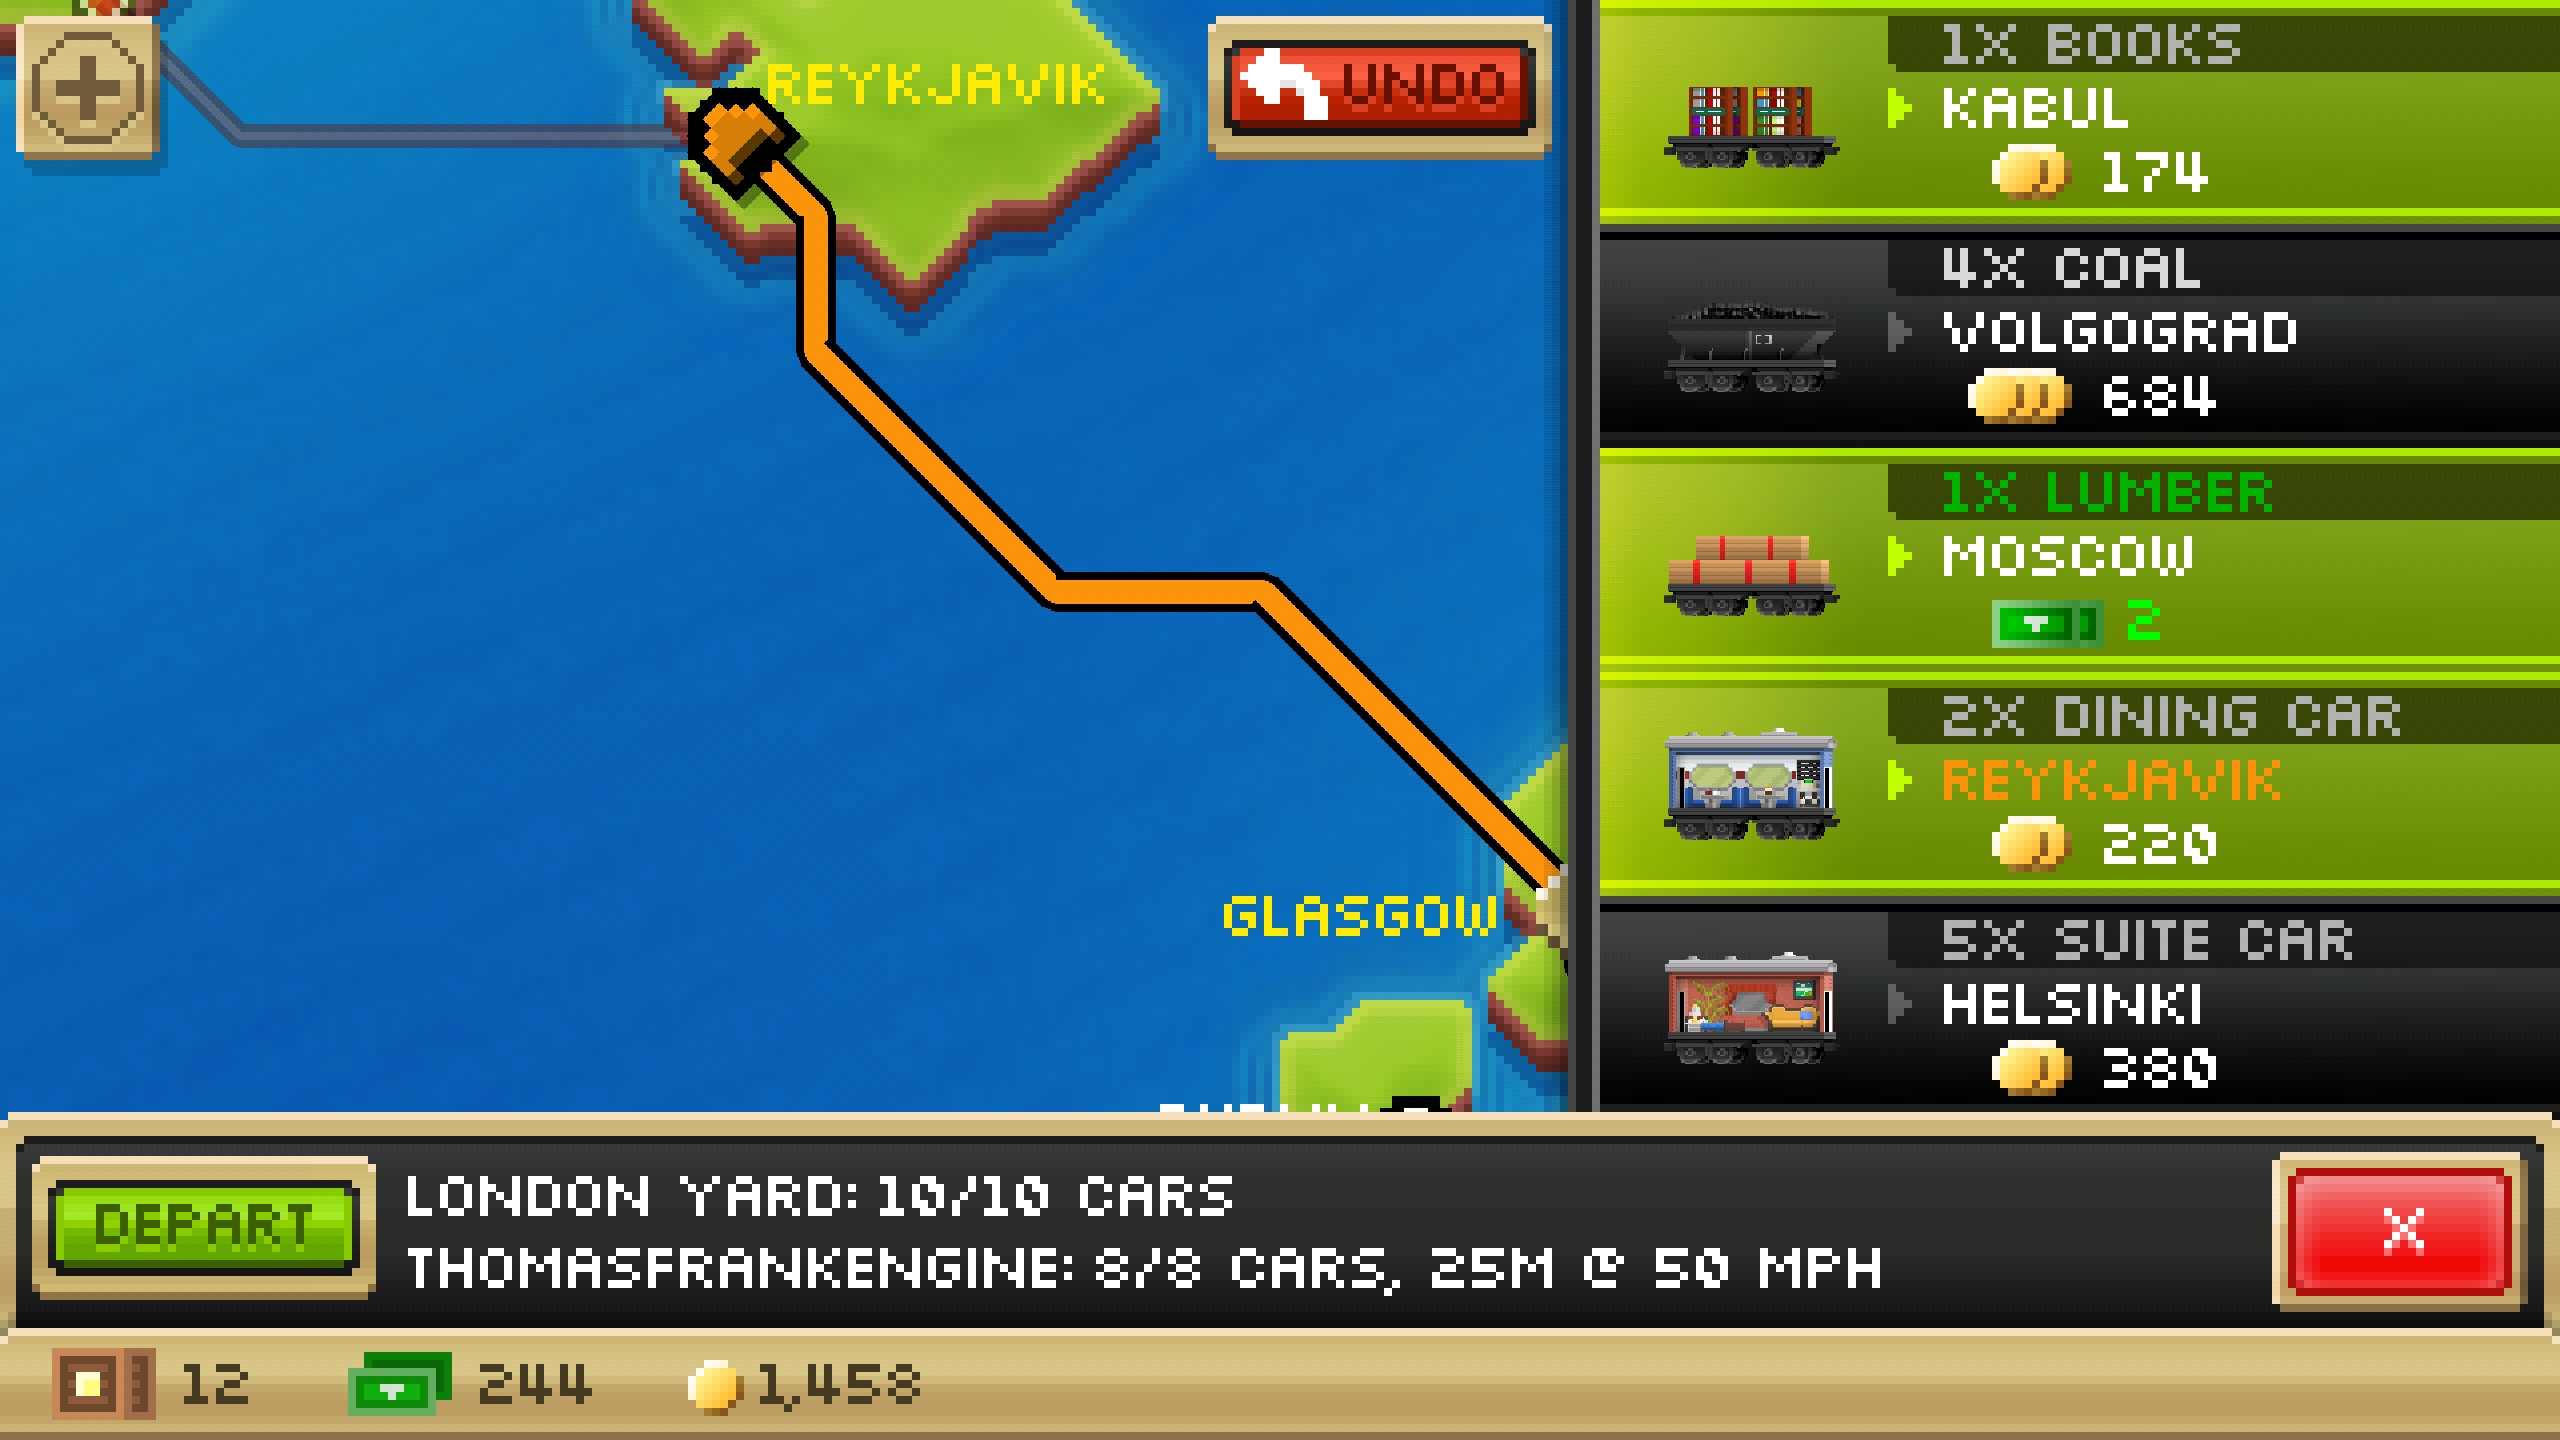 REYKJAVIK
UNDO
GLASGOW
1X BOOKS
KABUL
174
4X COAL
VOLGOGRAD
684
1X LUMBER
MOSCOW
2
2X DINING CAR
REYKJAVIK
220
5X SUITE CAR
HELSINKI
380
DEPART
LONDON YARD: 10/10 CARS
THOMASFRANKENGINE: 8/8 CARS, 25M @ 50 MPH
X
12
244
1,458